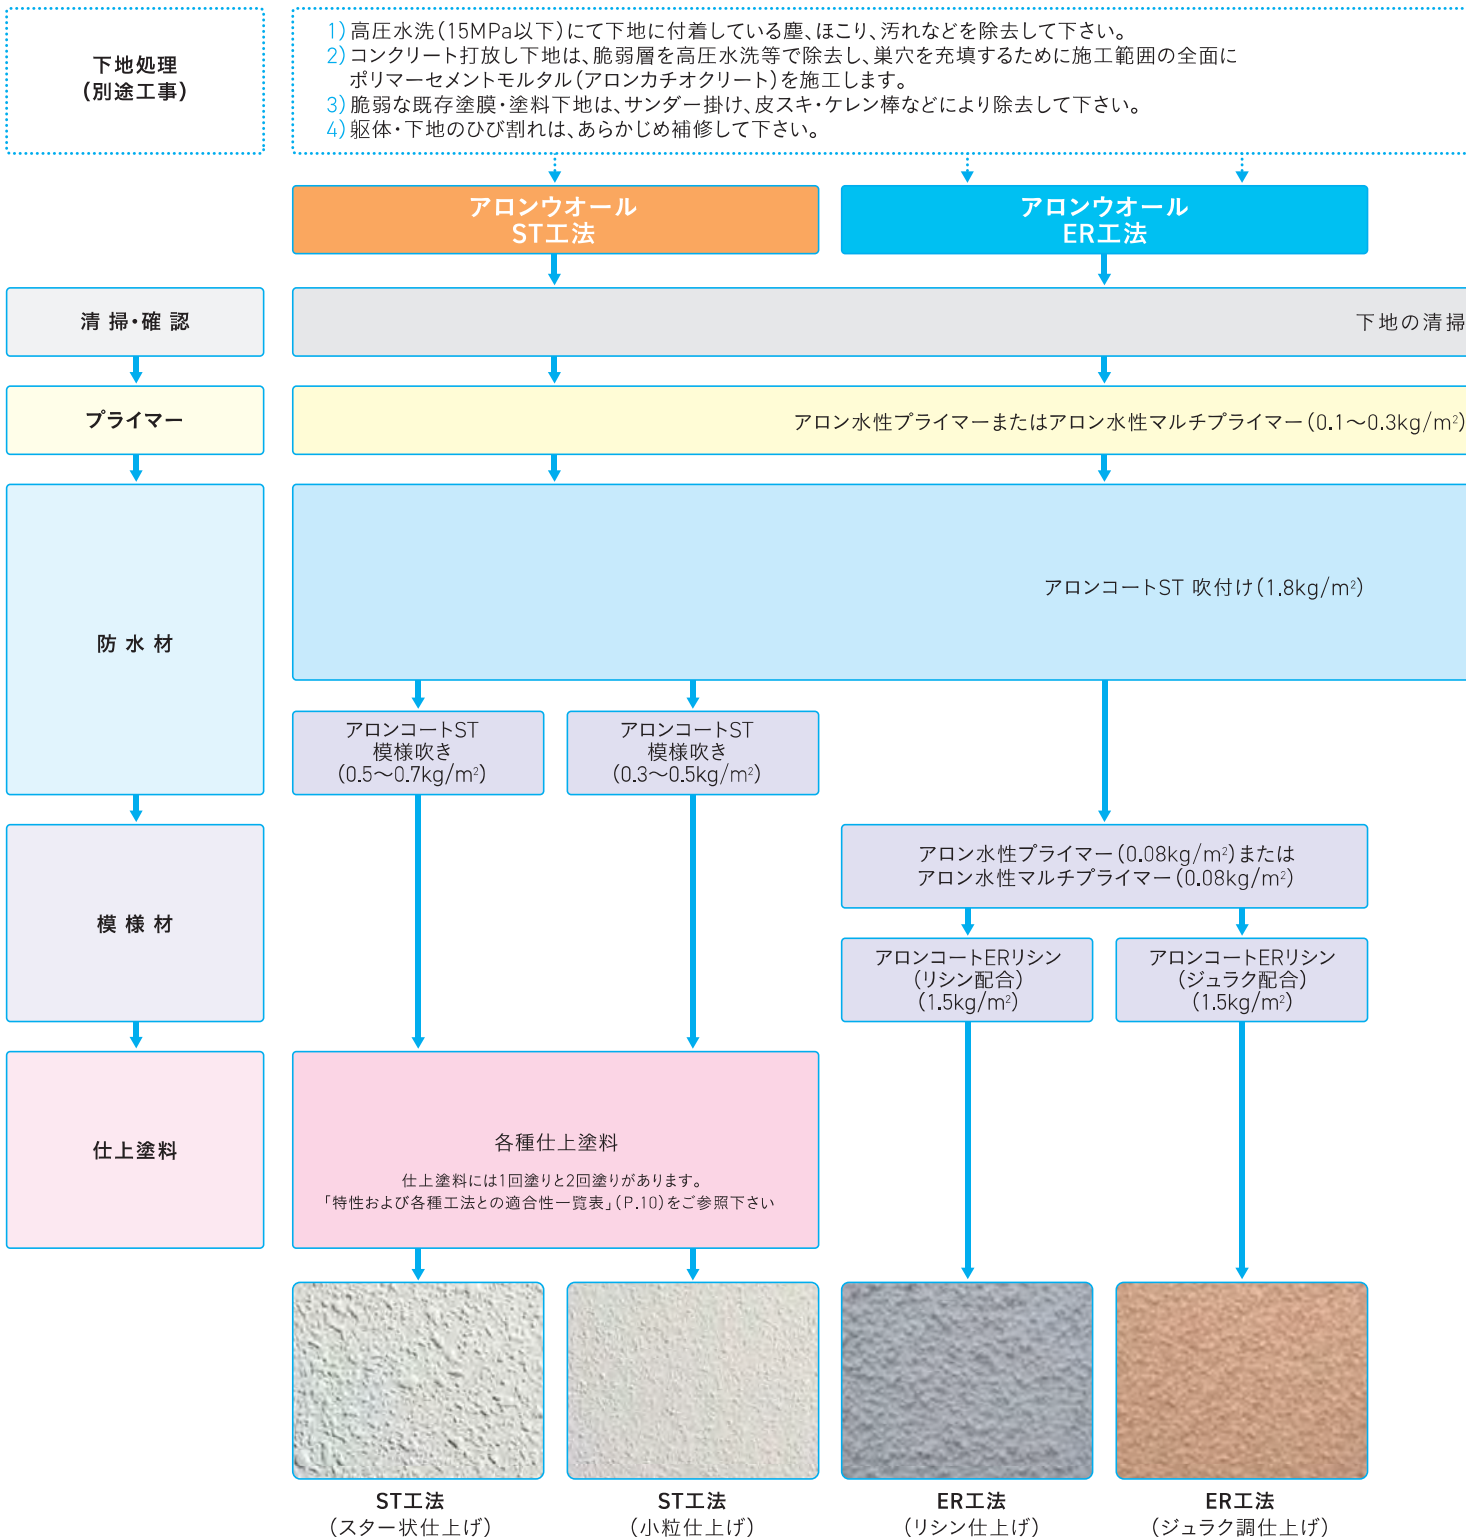 下地処理
(別途工事)
1) 高圧水洗(15MPa以下)にて下地に付着している塵、ほこり、汚れなどを除去して下さい。
2) コンクリート打放し下地は、脆弱層を高圧水洗等で除去し、巣穴を充填するために施工範囲の全面に
ポリマーセメントモルタル(アロンカチオクリート)を施工します。
3) 脆弱な既存塗膜・塗料下地は、サンダー掛け、皮スキ・ケレン棒などにより除去して下さい。
4) 躯体・下地のひび割れは、あらかじめ補修して下さい。
アロンウオール
ST工法
アロンウオール
ER工法
清掃・確認
下地の清掃
プライマー
アロン水性プライマーまたはアロン水性マルチプライマー(0.1〜0.3kg/m²)
防水材
アロンコートST 吹付け(1.8kg/m²)
アロンコートST
模様吹き
(0.5〜0.7kg/m²)
アロンコートST
模様吹き
(0.3〜0.5kg/m²)
模様材
アロン水性プライマー(0.08kg/m²)または
アロン水性マルチプライマー(0.08kg/m²)
アロンコートERリシン
(リシン配合)
(1.5kg/m²)
アロンコートERリシン
(ジュラク配合)
(1.5kg/m²)
仕上塗料
各種仕上塗料
仕上塗料には1回塗りと2回塗りがあります。
「特性および各種工法との適合性一覧表」(P.10)をご参照下さい
ST工法
(スター状仕上げ)
ST工法
(小粒仕上げ)
ER工法
(リシン仕上げ)
ER工法
(ジュラク調仕上げ)